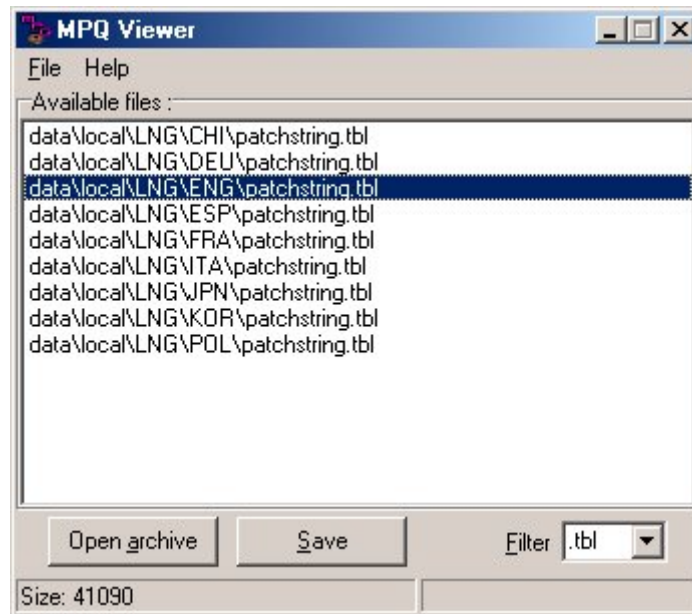 MPQ Viewer
File Help
Available files :
data\local\LNG\CHI\patchstring.tbl
data\local\LNG\DEU\patchstring.tbl
data\local\LNG\ENG\patchstring.tbl
data\local\LNG\ESP\patchstring.tbl
data\local\LNG\FRA\patchstring.tbl
data\local\LNG\ITA\patchstring.tbl
data\local\LNG\JPN\patchstring.tbl
data\local\LNG\KOR\patchstring.tbl
data\local\LNG\POL\patchstring.tbl
Open archive Save Filter .tbl
Size: 41090